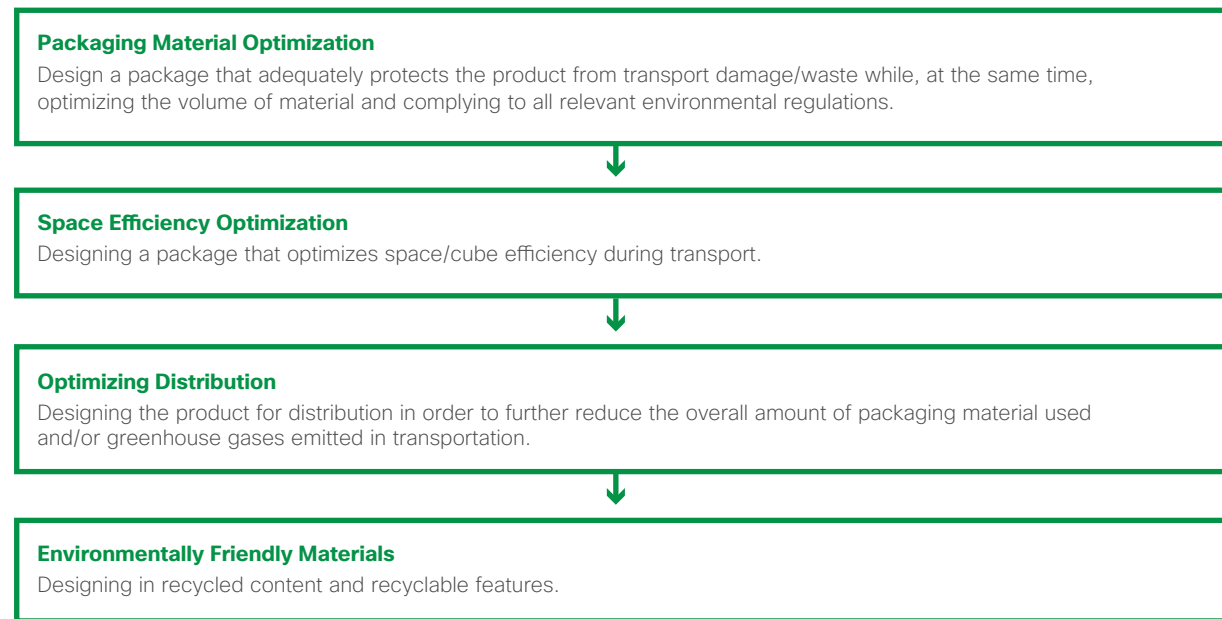 Packaging Material Optimization
Design a package that adequately protects the product from transport damage/waste while, at the same time,
optimizing the volume of material and complying to all relevant environmental regulations.
Space Efficiency Optimization
Designing a package that optimizes space/cube efficiency during transport.
Optimizing Distribution
Designing the product for distribution in order to further reduce the overall amount of packaging material used
and/or greenhouse gases emitted in transportation.
Environmentally Friendly Materials
Designing in recycled content and recyclable features.